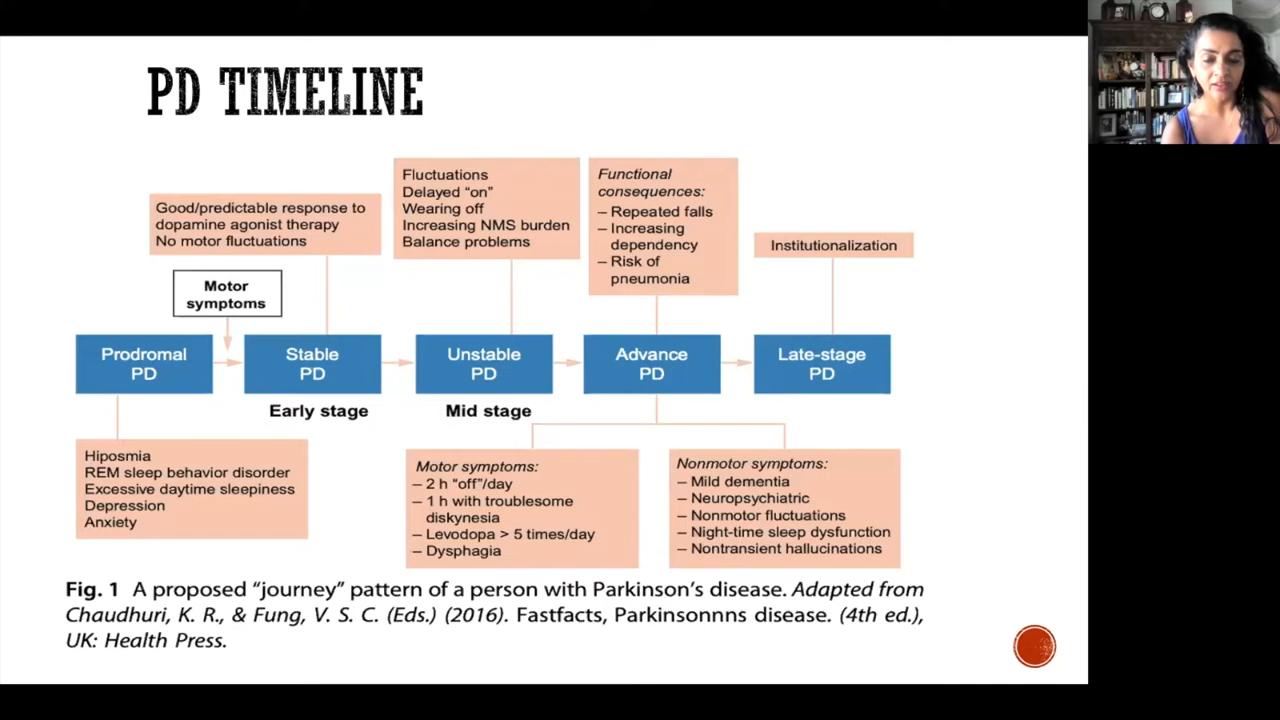 PD TIMELINE
Good/predictable response to
dopamine agonist therapy
No motor fluctuations
Fluctuations
Delayed “on”
Wearing off
Increasing NMS burden
Balance problems
Functional
consequences:
– Repeated falls
– Increasing
dependency
– Risk of
pneumonia
Institutionalization
Motor
symptoms
Prodromal
PD
Stable
PD
Unstable
PD
Advance
PD
Late-stage
PD
Early stage
Mid stage
Hiposmia
REM sleep behavior disorder
Excessive daytime sleepiness
Depression
Anxiety
Motor symptoms:
– 2 h “off”/day
– 1 h with troublesome
diskynesia
– Levodopa > 5 times/day
– Dysphagia
Nonmotor symptoms:
– Mild dementia
– Neuropsychiatric
– Nonmotor fluctuations
– Night-time sleep dysfunction
– Nontransient hallucinations
Fig. 1 A proposed “journey” pattern of a person with Parkinson’s disease. Adapted from
Chaudhuri, K. R., & Fung, V. S. C. (Eds.) (2016). Fastfacts, Parkinsonnns disease. (4th ed.),
UK: Health Press.